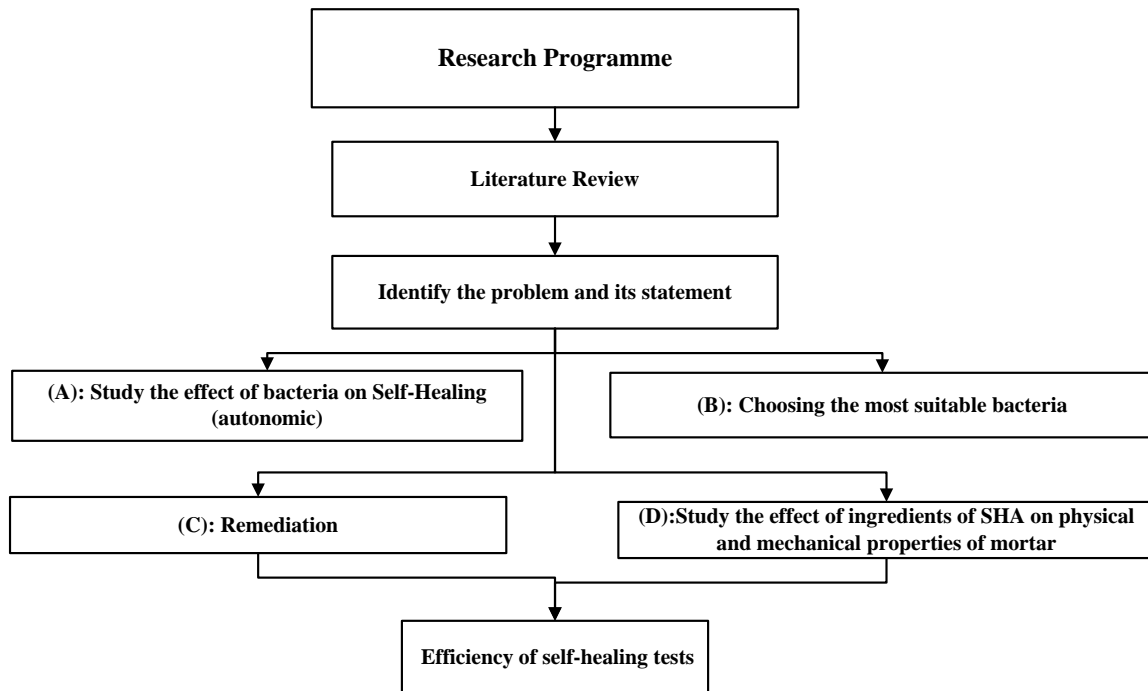 Research Programme
Literature Review
Identify the problem and its statement
(A): Study the effect of bacteria on Self-Healing
(autonomic)
(B): Choosing the most suitable bacteria
(C): Remediation
(D):Study the effect of ingredients of SHA on physical
and mechanical properties of mortar
Efficiency of self-healing tests